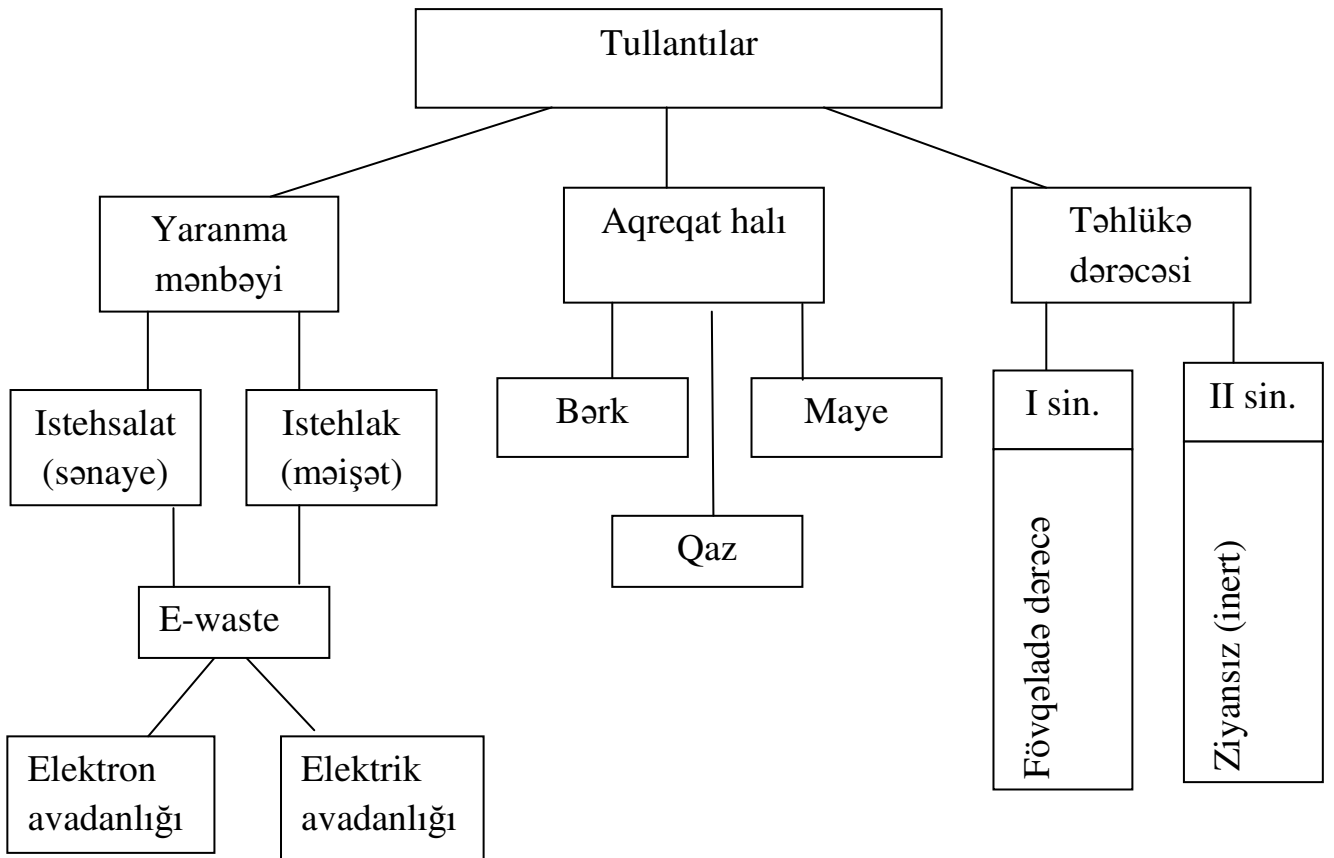 Tullantılar
Yaranma
mənbəyi
Aqreqat halı
Təhlükə
dərəcəsi
Istehsalat
(sənaye)
Istehlak
(məişət)
Bərk
Maye
Qaz
I sin.
II sin.
Fövqəladə dərəcə
Ziyansız (inert)
E-waste
Elektron
avadanlığı
Elektrik
avadanlığı